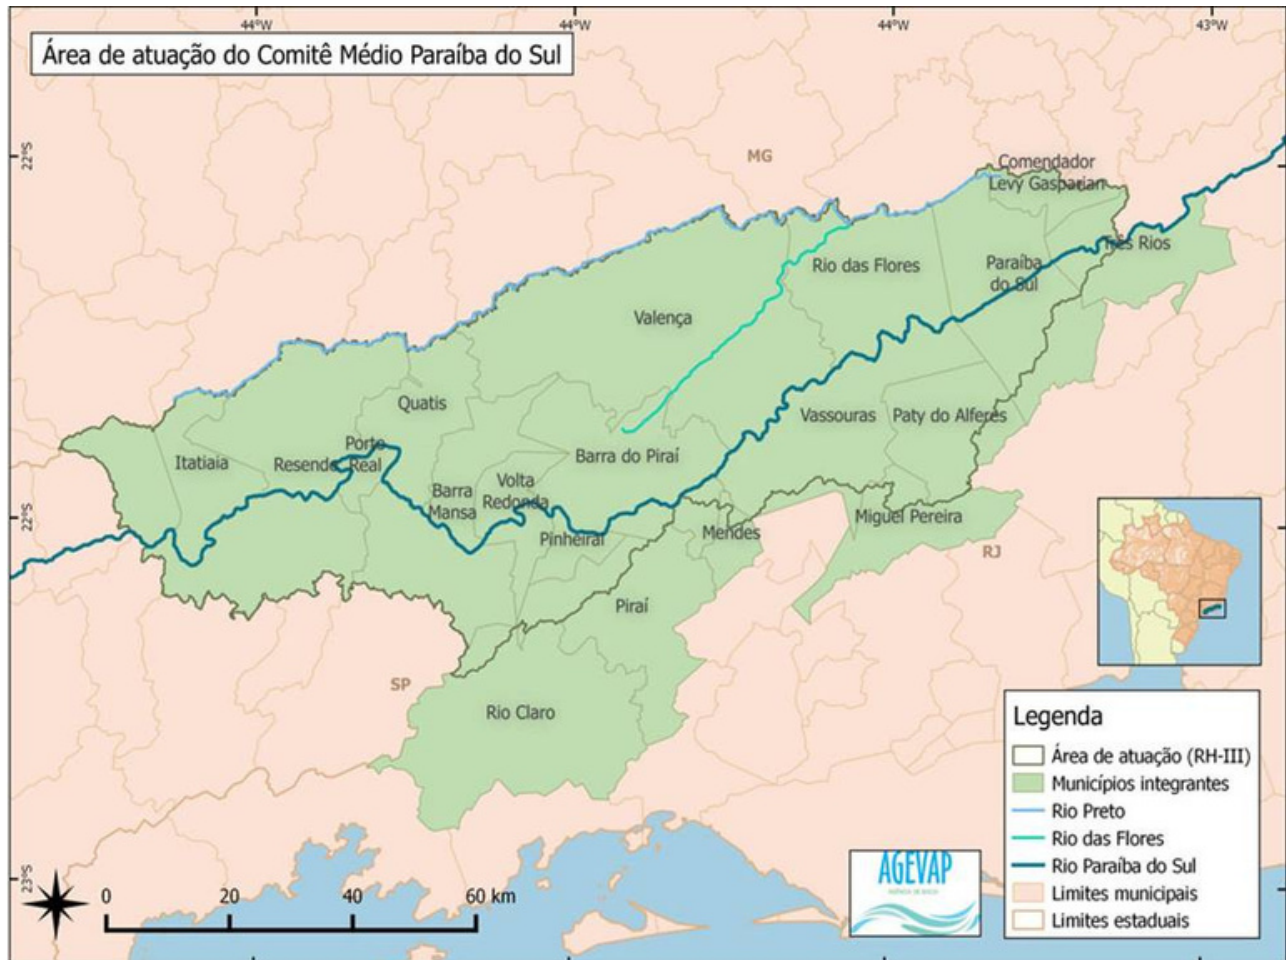 44°W
44°W
44°W
43°W
Área de atuação do Comitê Médio Paraíba do Sul
22°S
MG
Comendador
Levy Gasparian
Três Rios
Rio das Flores
Paraíba
do Sul
Valença
Quatis
Vassouras
Paty do Alferes
Porto
Real
Itatiaia
Resende
Barra do Piraí
Volta
Redonda
Barra
Mansa
22°S
Pinheiral
Mendes
Miguel Pereira
RJ
Piraí
SP
Rio Claro
Legenda
Área de atuação (RH-III)
Municípios integrantes
Rio Preto
Rio das Flores
Rio Paraíba do Sul
Limites municipais
Limites estaduais
23°S
0 20 40 60 km
AGEVAP